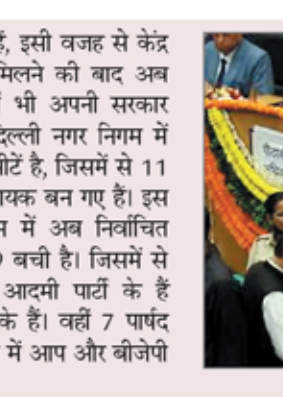 हैं, इसी वजह से केंद्र
मिलने की बाद अब
भी अपनी सरकार
दिल्ली नगर निगम में
सीटें है, जिसमें से 11
बन गए हैं। इस
में अब निर्वाचित
बची है। जिसमें से
आदमी पार्टी के हैं
के हैं। वहीं 7 पार्षद
में आप और बीजेपी